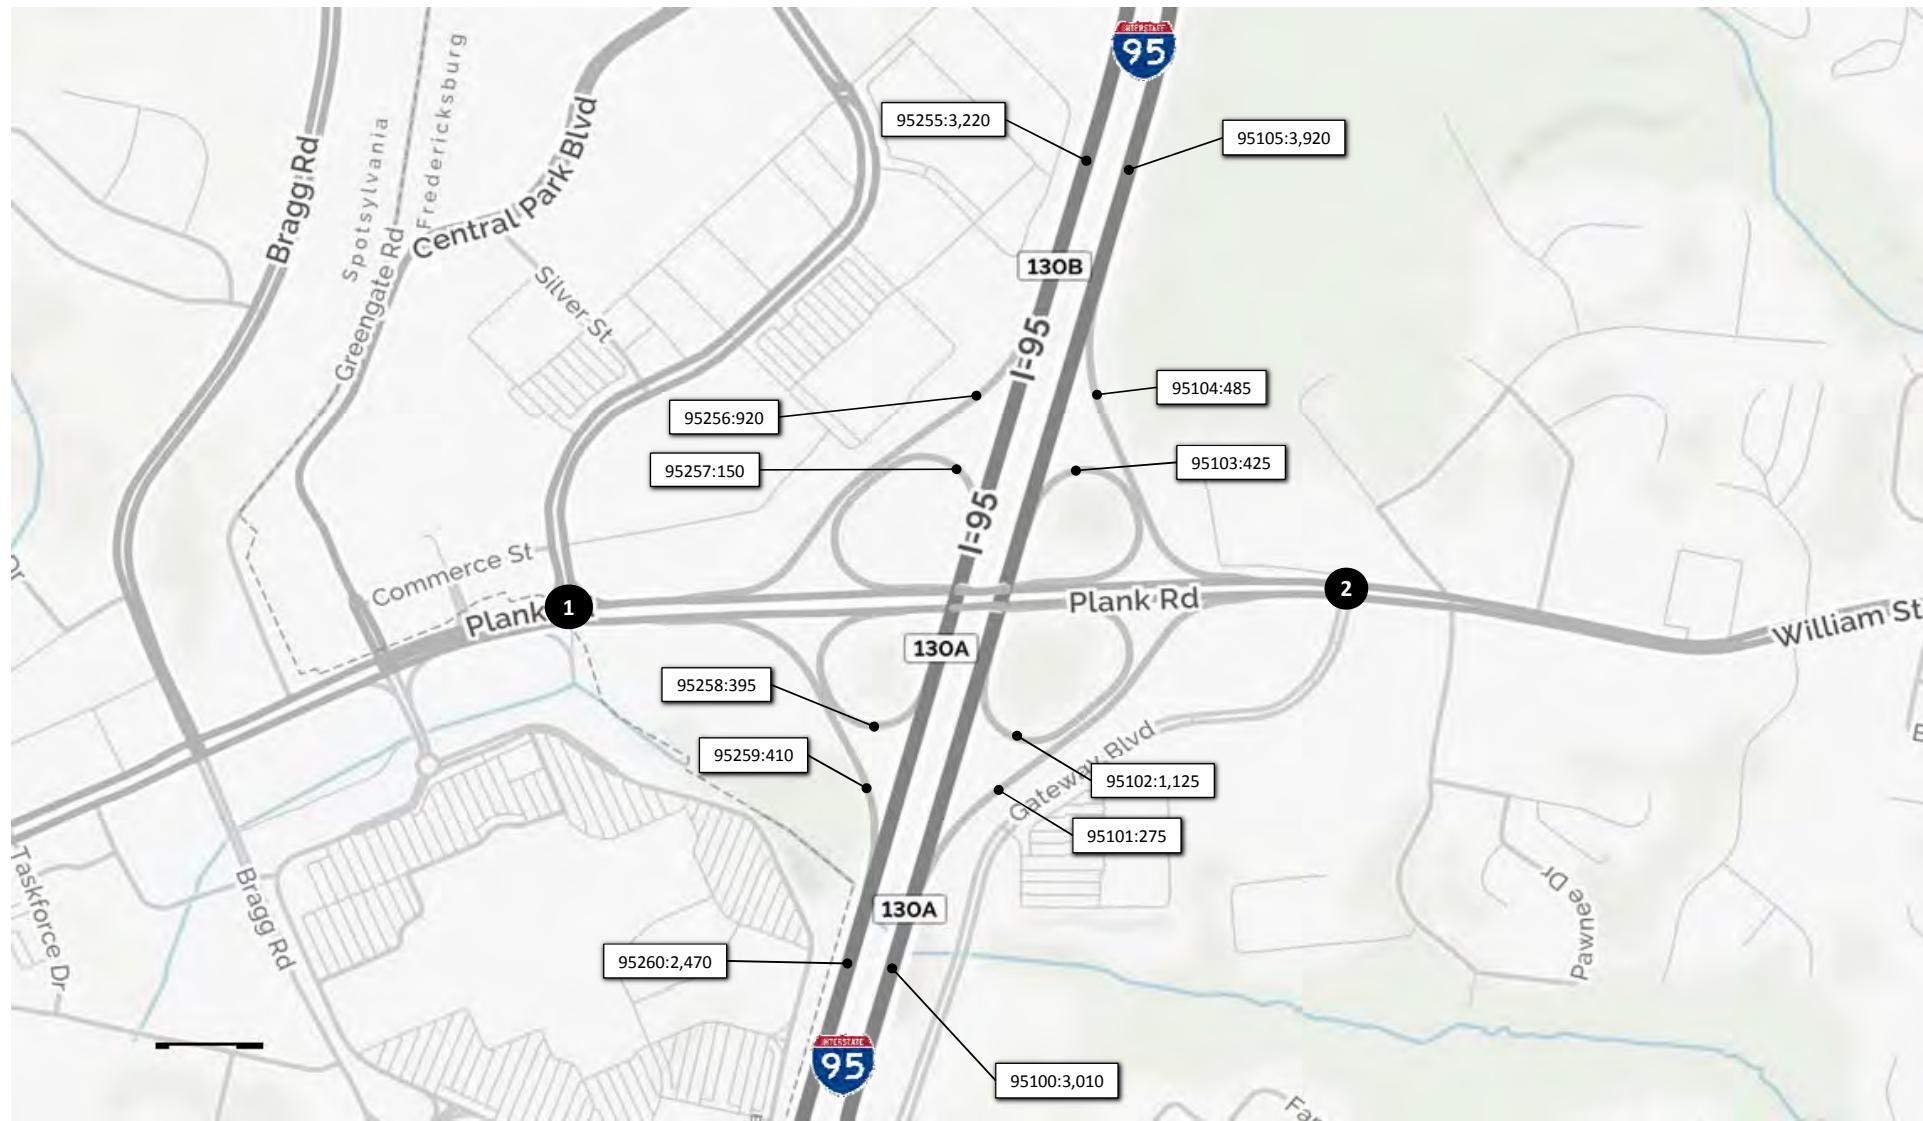 INTERSTATE
95
95255:3,220
95105:3,920
Bragg Rd
Spotsylvania
Fredericksburg
Greengate Rd
Central Park Blvd
Silver St
130B
I-95
95256:920
95104:485
95257:150
95103:425
I-95
Commerce St
Plank
1
2
Plank Rd
William St
130A
95258:395
95259:410
Gateway Blvd
95102:1,125
95101:275
Dr
Taskforce Dr
Bragg Rd
130A
Pawnee Dr
95260:2,470
INTERSTATE
95
95100:3,010